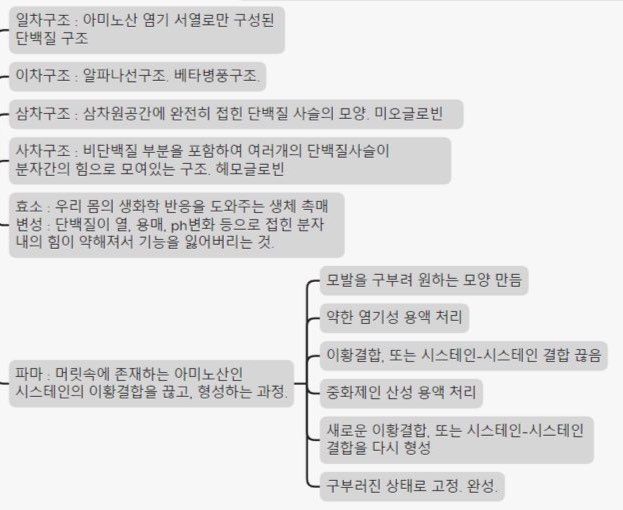 일차구조 : 아미노산 염기 서열로만 구성된
단백질 구조
이차구조 : 알파나선구조. 베타병풍구조.
삼차구조 : 삼차원공간에 완전히 접힌 단백질 사슬의 모양. 미오글로빈
사차구조 : 비단백질 부분을 포함하여 여러개의 단백질사슬이
분자간의 힘으로 모여있는 구조. 헤모글로빈
효소 : 우리 몸의 생화학 반응을 도와주는 생체 촉매
변성 : 단백질이 열, 용매, ph변화 등으로 접힌 분자
내의 힘이 약해져서 기능을 잃어버리는 것.
파마 : 머릿속에 존재하는 아미노산인
시스테인의 이황결합을 끊고, 형성하는 과정.
모발을 구부려 원하는 모양 만듬
약한 염기성 용액 처리
이황결합, 또는 시스테인-시스테인 결합 끊음
중화제인 산성 용액 처리
새로운 이황결합, 또는 시스테인-시스테인
결합을 다시 형성
구부러진 상태로 고정. 완성.